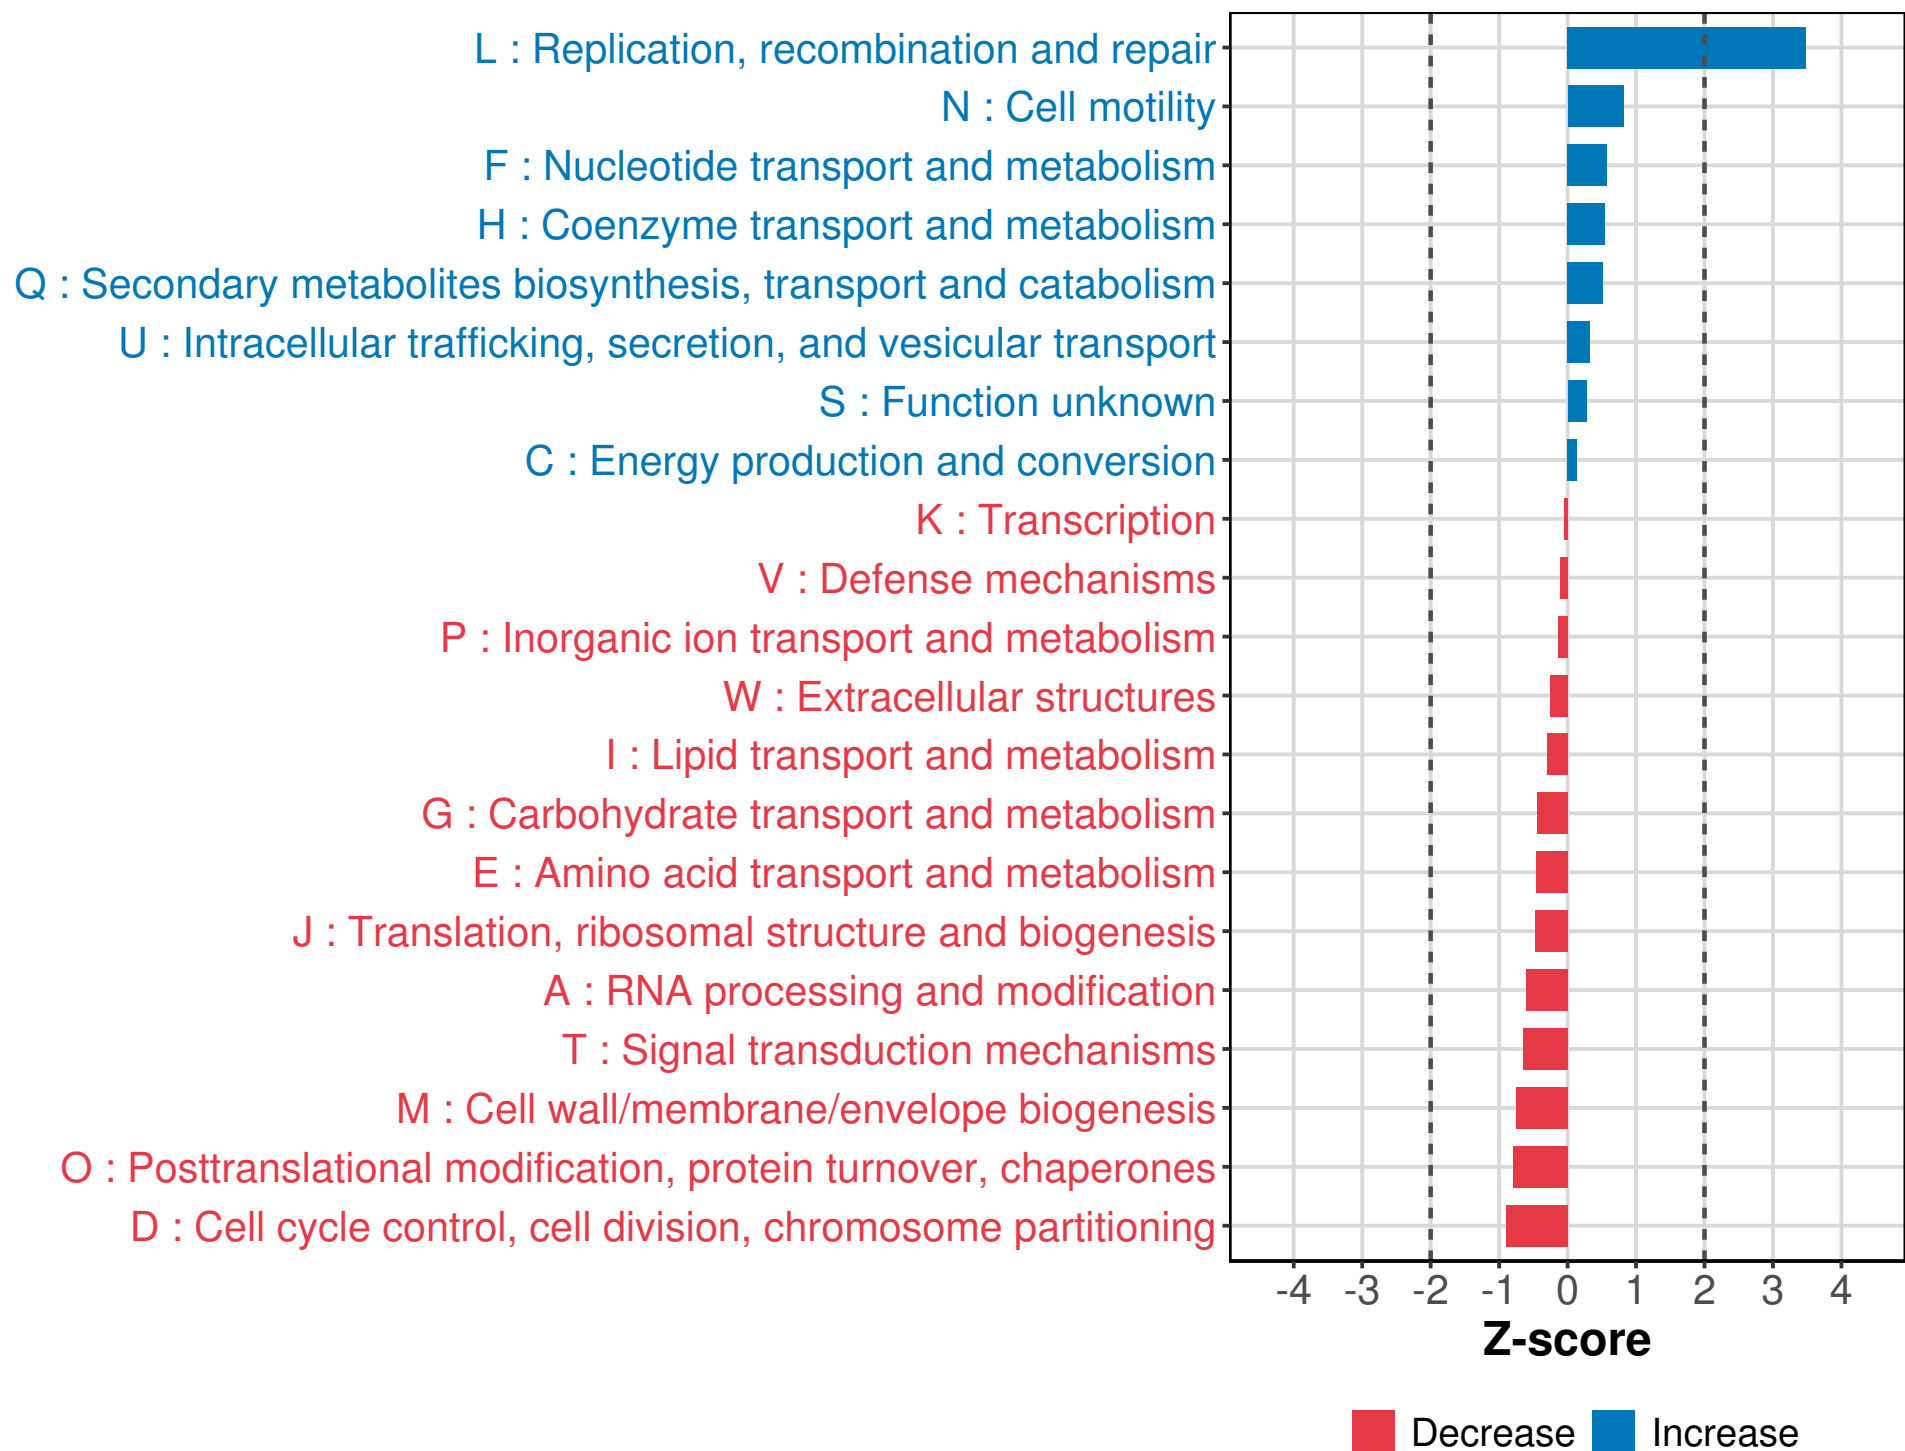 L : Replication, recombination and repair
N : Cell motility
F : Nucleotide transport and metabolism
H : Coenzyme transport and metabolism
Q : Secondary metabolites biosynthesis, transport and catabolism
U : Intracellular trafficking, secretion, and vesicular transport
S : Function unknown
C : Energy production and conversion
K : Transcription
V : Defense mechanisms
P : Inorganic ion transport and metabolism
W : Extracellular structures
I : Lipid transport and metabolism
G : Carbohydrate transport and metabolism
E : Amino acid transport and metabolism
J : Translation, ribosomal structure and biogenesis
A : RNA processing and modification
T : Signal transduction mechanisms
M : Cell wall/membrane/envelope biogenesis
O : Posttranslational modification, protein turnover, chaperones
D : Cell cycle control, cell division, chromosome partitioning
-4 -3 -2 -1 0 1 2 3 4
Z-score
Decrease Increase